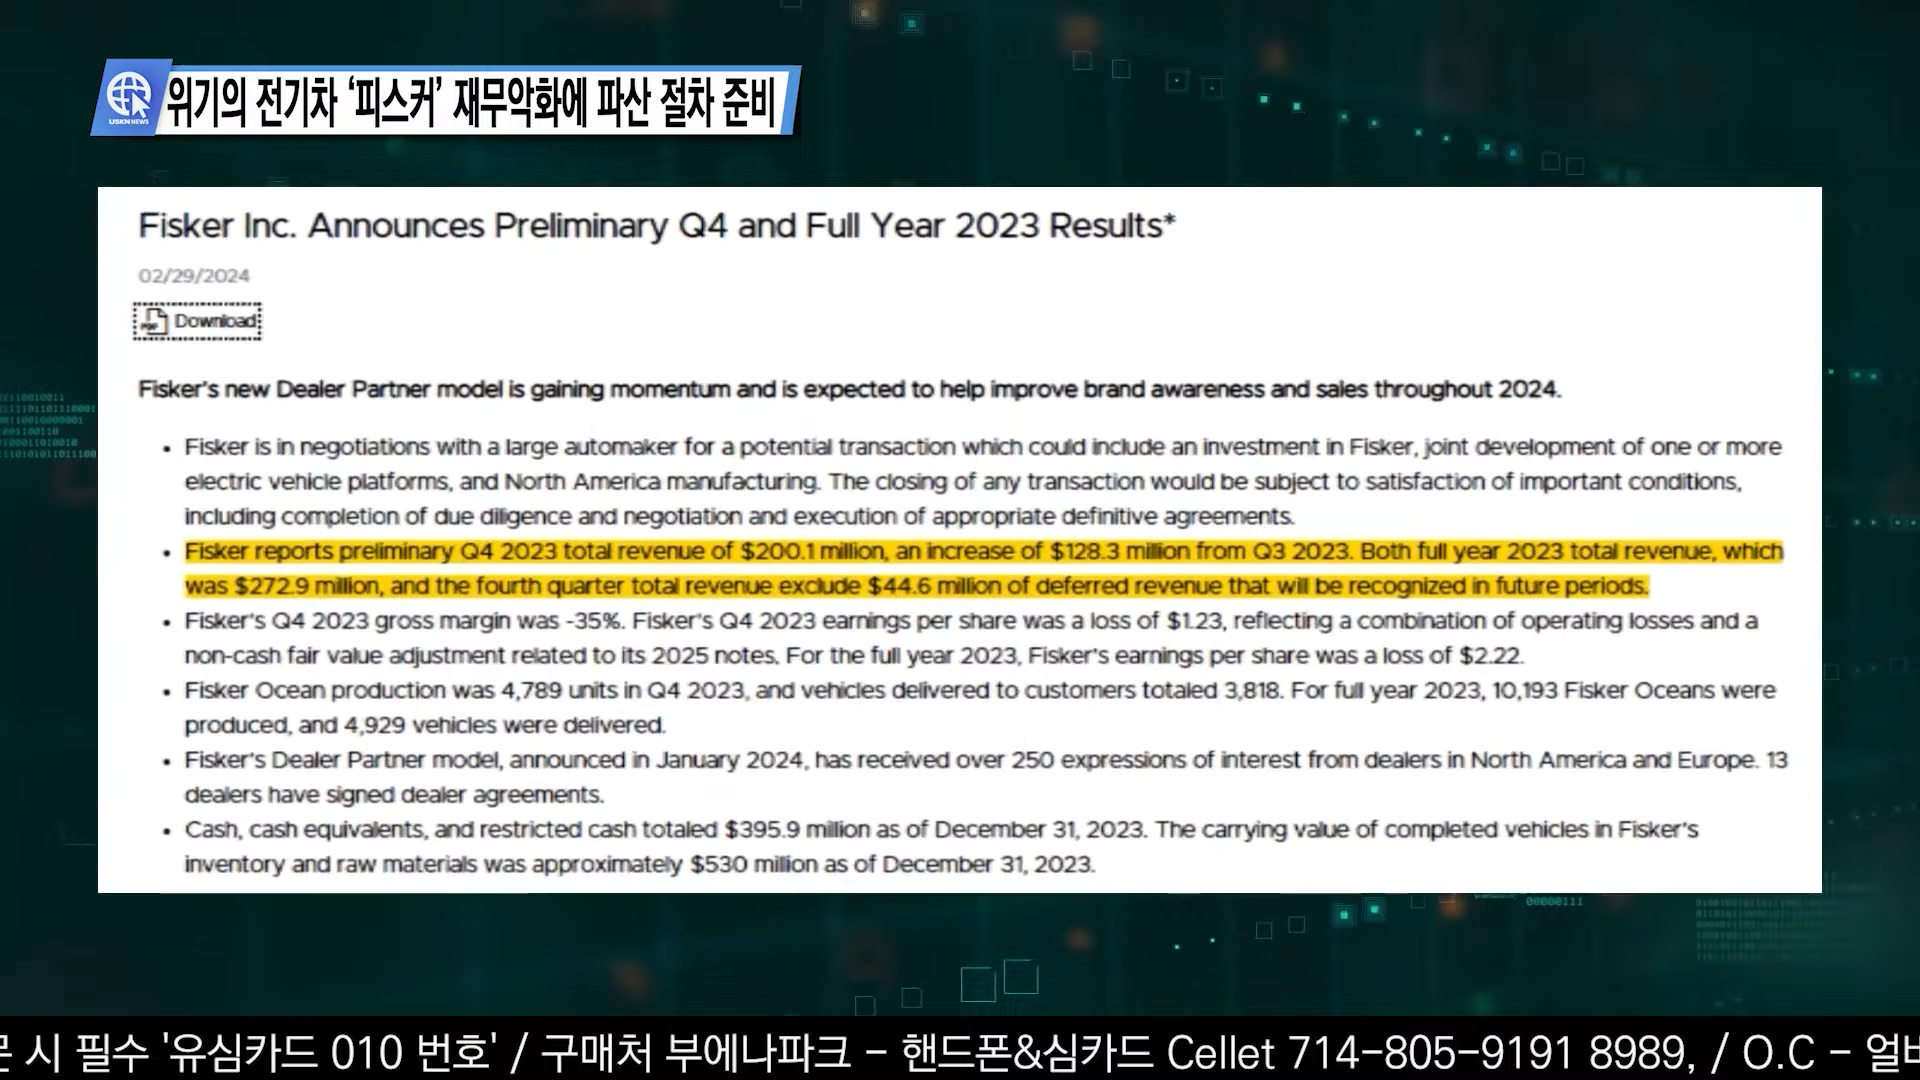 위기의 전기차 ‘피스커’ 재무악화에 파산 절차 준비
USKN NEWS
Fisker Inc. Announces Preliminary Q4 and Full Year 2023 Results*
02/29/2024
PDF Download
Fisker's new Dealer Partner model is gaining momentum and is expected to help improve brand awareness and sales throughout 2024.
• Fisker is in negotiations with a large automaker for a potential transaction which could include an investment in Fisker, joint development of one or more
electric vehicle platforms, and North America manufacturing. The closing of any transaction would be subject to satisfaction of important conditions,
including completion of due diligence and negotiation and execution of appropriate definitive agreements.
• Fisker reports preliminary Q4 2023 total revenue of $200.1 million, an increase of $128.3 million from Q3 2023. Both full year 2023 total revenue, which
was $272.9 million, and the fourth quarter total revenue exclude $44.6 million of deferred revenue that will be recognized in future periods.
• Fisker's Q4 2023 gross margin was -35%. Fisker's Q4 2023 earnings per share was a loss of $1.23, reflecting a combination of operating losses and a
non-cash fair value adjustment related to its 2025 notes. For the full year 2023, Fisker's earnings per share was a loss of $2.22.
• Fisker Ocean production was 4,789 units in Q4 2023, and vehicles delivered to customers totaled 3,818. For full year 2023, 10,193 Fisker Oceans were
produced, and 4,929 vehicles were delivered.
• Fisker's Dealer Partner model, announced in January 2024, has received over 250 expressions of interest from dealers in North America and Europe. 13
dealers have signed dealer agreements.
• Cash, cash equivalents, and restricted cash totaled $395.9 million as of December 31, 2023. The carrying value of completed vehicles in Fisker's
inventory and raw materials was approximately $530 million as of December 31, 2023.
시 필수 '유심카드 010 번호' / 구매처 부에나파크 - 핸드폰&심카드 Cellet 714-805-9191 8989, / O.C -